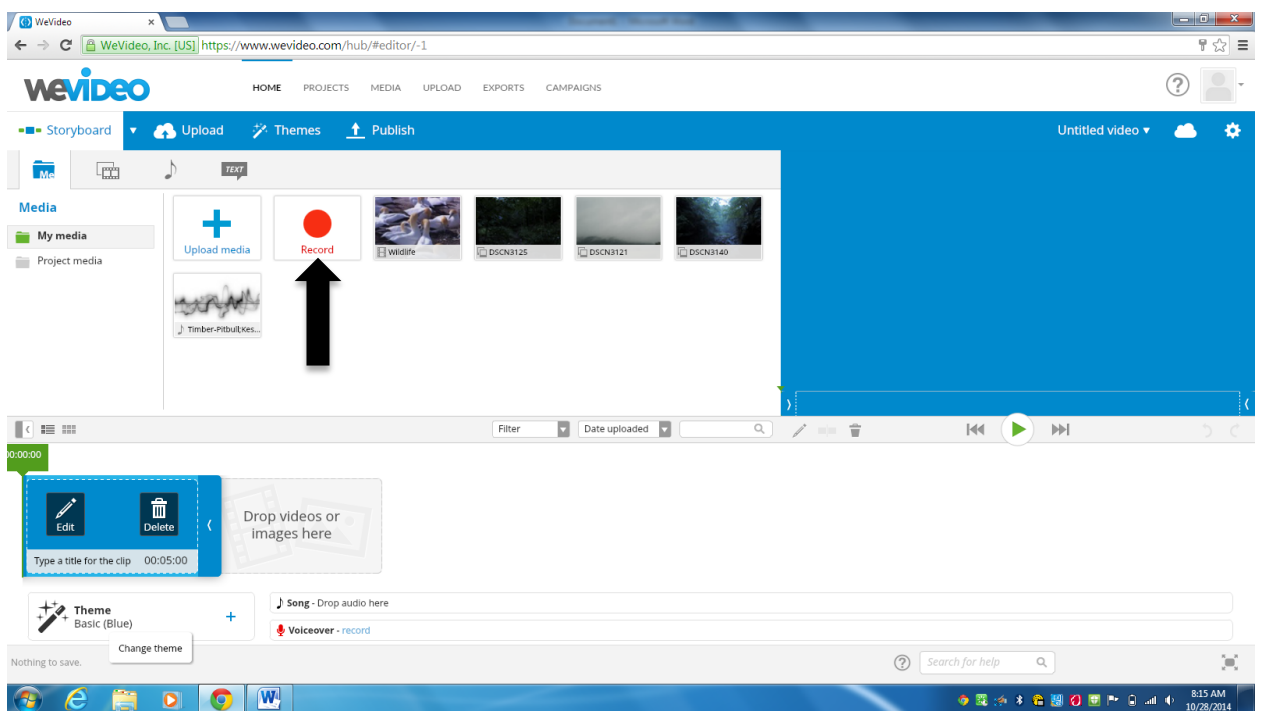 WeVideo
WeVideo, Inc. [US] https://www.wevideo.com/hub/#editor/-1
WeVIDEO HOME PROJECTS MEDIA UPLOAD EXPORTS CAMPAIGNS ?
Storyboard Upload Themes Publish Untitled video
Me TEXT
Media
My media
Project media
Upload media Record Wildlife DSCN3125 DSCN3121 DSCN3140
Timber-Pitbull;Kes...
Filter Date uploaded
00:00:00
Edit Delete
Type a title for the clip 00:05:00
Drop videos or
images here
Theme
Basic (Blue)
+
Song - Drop audio here
Voiceover - record
Change theme
Nothing to save. ? Search for help
W
8:15 AM
10/28/2014